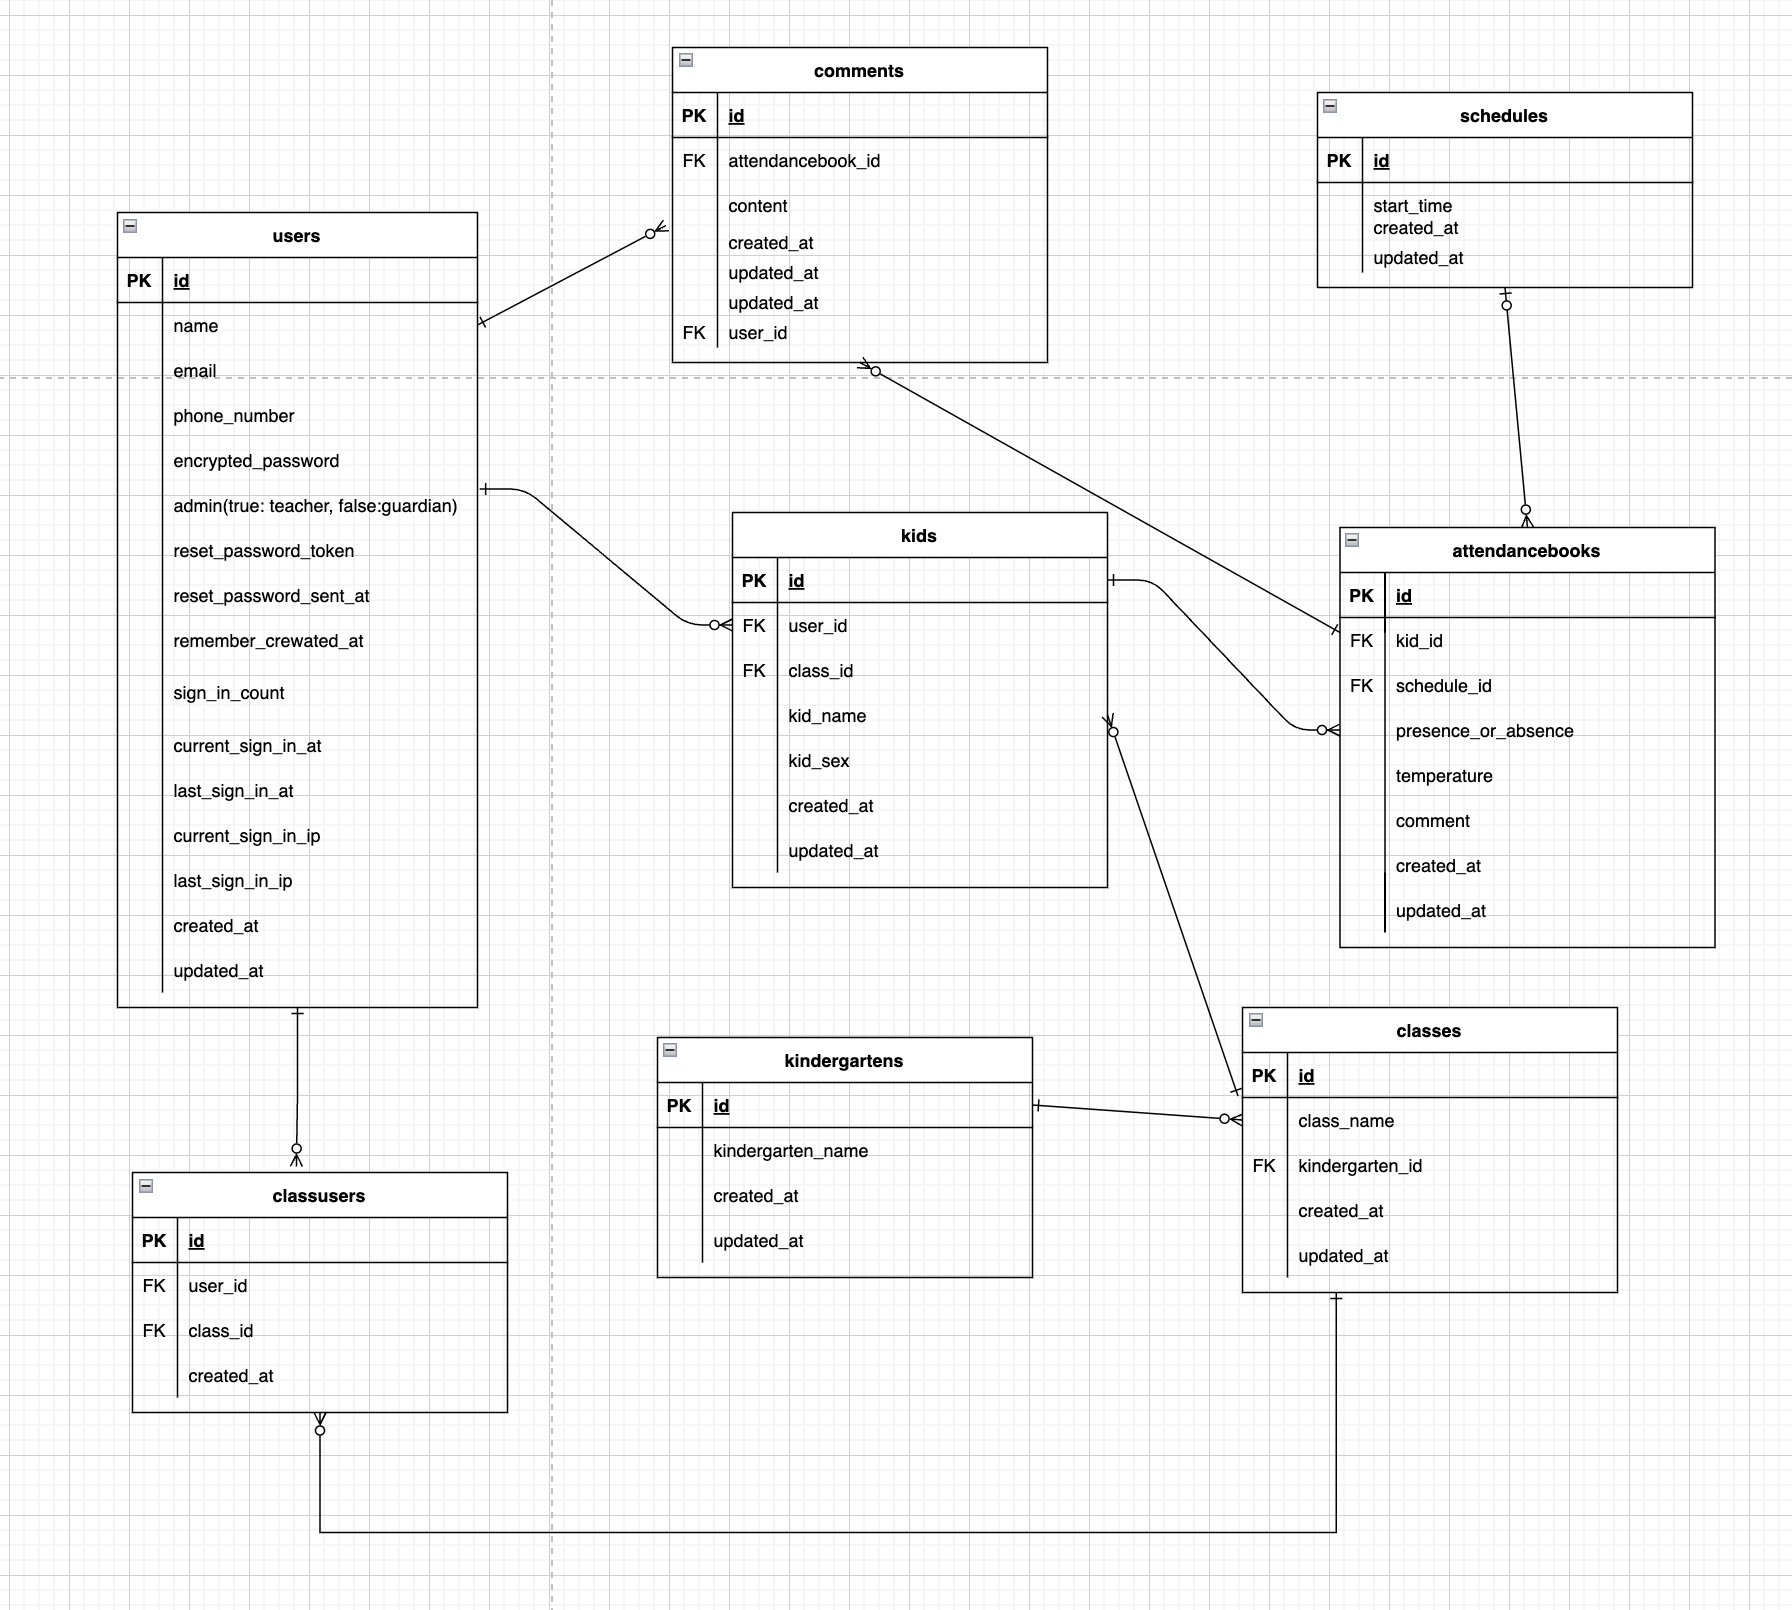 comments
PK id
FK attendancebook_id
content
created_at
updated_at
updated_at
FK user_id
schedules
PK id
start_time
created_at
updated_at
users
PK id
name
email
phone_number
encrypted_password
admin(true: teacher, false:guardian)
reset_password_token
reset_password_sent_at
remember_crewated_at
sign_in_count
current_sign_in_at
last_sign_in_at
current_sign_in_ip
last_sign_in_ip
created_at
updated_at
kids
PK id
FK user_id
FK class_id
kid_name
kid_sex
created_at
updated_at
attendancebooks
PK id
FK kid_id
FK schedule_id
presence_or_absence
temperature
comment
created_at
updated_at
kindergartens
PK id
kindergarten_name
created_at
updated_at
classes
PK id
class_name
FK kindergarten_id
created_at
updated_at
classusers
PK id
FK user_id
FK class_id
created_at